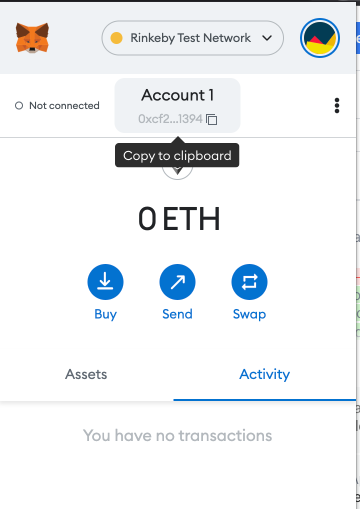 Rinkeby Test Network
Not connected
Account 1
0xcf2...1394
Copy to clipboard
0 ETH
Buy
Send
Swap
Assets
Activity
You have no transactions